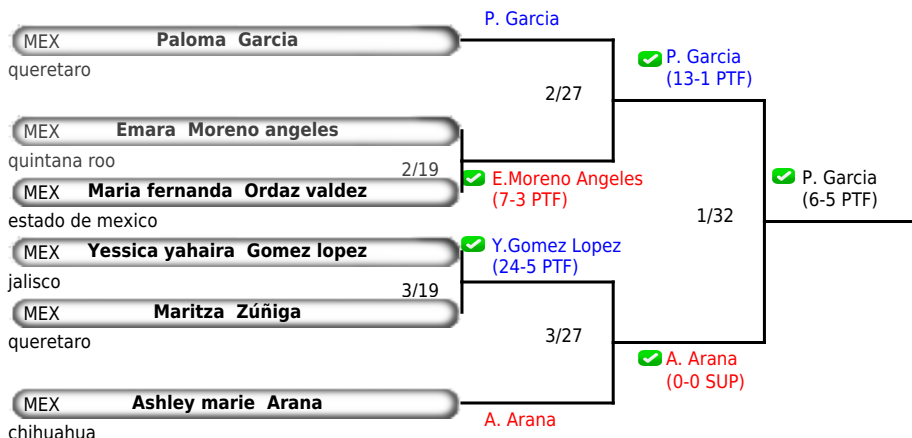 P. Garcia
MEX Paloma Garcia
queretaro
P. Garcia
(13-1 PTF)
2/27
MEX Emara Moreno angeles
quintana roo
2/19
MEX Maria fernanda Ordaz valdez
E.Moreno Angeles
(7-3 PTF)
estado de mexico
P. Garcia
(6-5 PTF)
1/32
MEX Yessica yahaira Gomez lopez
Y.Gomez Lopez
(24-5 PTF)
jalisco
3/19
MEX Maritza Zúñiga
queretaro
3/27
A. Arana
(0-0 SUP)
MEX Ashley marie Arana
A. Arana
chihuahua